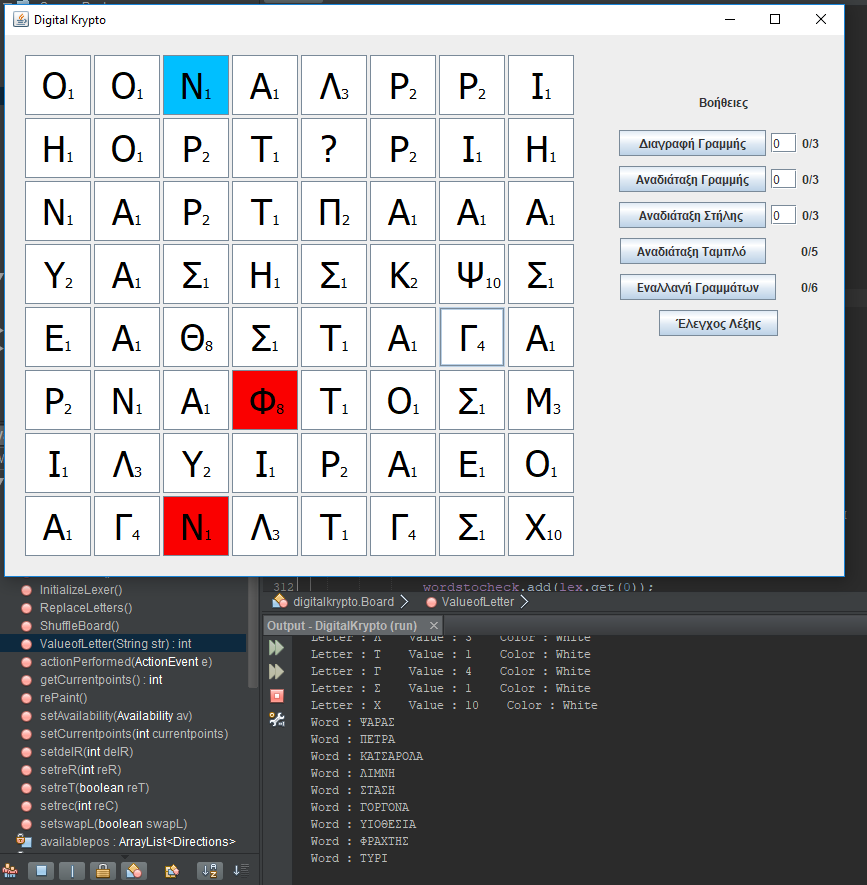 Digital Krypto
Ο1 Ο1 Ν1 Α1 Λ3 Ρ2 Ρ2 Ι1
Η1 Ο1 Ρ2 Τ1 ? Ρ2 Ι1 Η1
Ν1 Α1 Ρ2 Τ1 Π2 Α1 Α1 Α1
Υ2 Α1 Σ1 Η1 Σ1 Κ2 Ψ10 Σ1
Ε1 Α1 Θ8 Σ1 Τ1 Α1 Γ4 Α1
Ρ2 Ν1 Α1 Φ8 Τ1 Ο1 Σ1 Μ3
Ι1 Λ3 Υ2 Ι1 Ρ2 Α1 Ε1 Ο1
Α1 Γ4 Ν1 Λ3 Τ1 Γ4 Σ1 Χ10
Βοήθειες
Διαγραφή Γραμμής 0 0/3
Αναδιάταξη Γραμμής 0 0/3
Αναδιάταξη Στήλης 0 0/3
Αναδιάταξη Ταμπλό 0/5
Εναλλαγή Γραμμάτων 0/6
Έλεγχος Λέξης
InitializeLexer()
ReplaceLetters()
ShuffleBoard()
ValueofLetter(String str) : int
actionPerformed(ActionEvent e)
getCurrentpoints() : int
rePaint()
setAvailability(Availability av)
setCurrentpoints(int currentpoints)
setdelR(int delR)
setreR(int reR)
setreT(boolean reT)
setrec(int reC)
setswapL(boolean swapL)
availablepos : ArrayList<Directions>
312 wordstocheck.add(lex.get(0));
digitalkrypto.Board ValueofLetter
Output - DigitalKrypto (run)
Letter : Λ Value : 3 Color : White
Letter : Τ Value : 1 Color : White
Letter : Γ Value : 4 Color : White
Letter : Σ Value : 1 Color : White
Letter : Χ Value : 10 Color : White
Word : ΨΑΡΑΣ
Word : ΠΕΤΡΑ
Word : ΚΑΤΣΑΡΟΛΑ
Word : ΛΙΜΝΗ
Word : ΣΤΑΣΗ
Word : ΓΟΡΓΟΝΑ
Word : ΥΙΟΘΕΣΙΑ
Word : ΦΡΑΧΤΗΣ
Word : ΤΥΡΙ